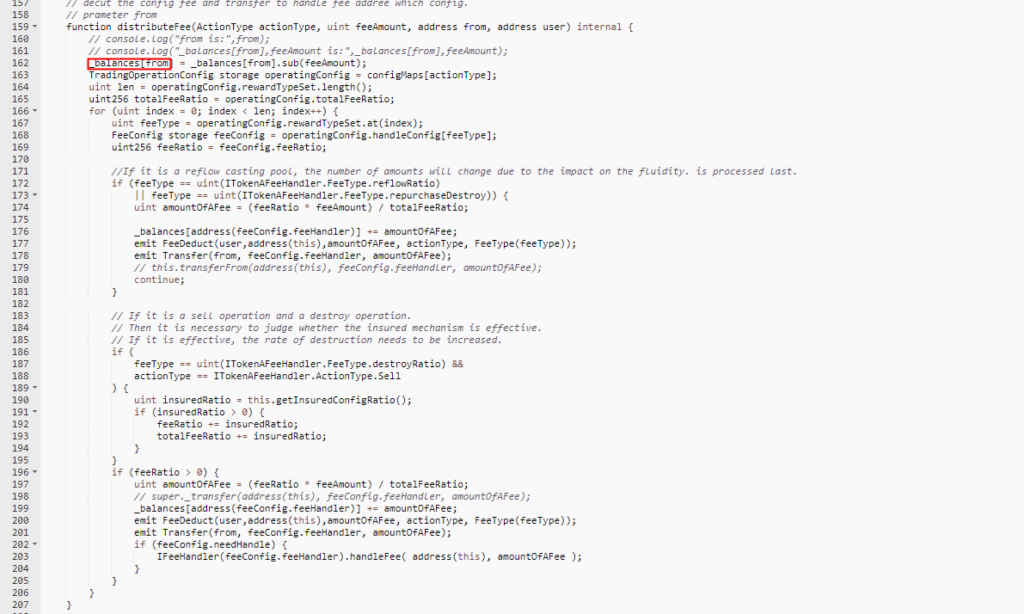 157 // decut the config fee and transfer to handle fee addree which config.
158 // prameter from
159 function distributeFee(ActionType actionType, uint feeAmount, address from, address user) internal {
160 // console.log("from is:",from);
161 // console.log("_balances[from],feeAmount is:",_balances[from],feeAmount);
162 _balances[from] = _balances[from].sub(feeAmount);
163 TradingOperationConfig storage operatingConfig = configMaps[actionType];
164 uint len = operatingConfig.rewardTypeSet.length();
165 uint256 totalFeeRatio = operatingConfig.totalFeeRatio;
166 for (uint index = 0; index < len; index++) {
167 uint feeType = operatingConfig.rewardTypeSet.at(index);
168 FeeConfig storage feeConfig = operatingConfig.handleConfig[feeType];
169 uint256 feeRatio = feeConfig.feeRatio;
170
171 //If it is a reflow casting pool, the number of amounts will change due to the impact on the fluidity. is processed last.
172 if (feeType == uint(ITokenAFeeHandler.FeeType.reflowRatio)
173 || feeType == uint(ITokenAFeeHandler.FeeType.repurchaseDestroy)) {
174 uint amountOfAFee = (feeRatio * feeAmount) / totalFeeRatio;
175
176 _balances[address(feeConfig.feeHandler)] += amountOfAFee;
177 emit FeeDeduct(user,address(this),amountOfAFee, actionType, FeeType(feeType));
178 emit Transfer(from, feeConfig.feeHandler, amountOfAFee);
179 // this.transferFrom(address(this), feeConfig.feeHandler, amountOfAFee);
180 continue;
181 }
182
183 // If it is a sell operation and a destroy operation.
184 // Then it is necessary to judge whether the insured mechanism is effective.
185 // If it is effective, the rate of destruction needs to be increased.
186 if (
187 feeType == uint(ITokenAFeeHandler.FeeType.destroyRatio) &&
188 actionType == ITokenAFeeHandler.ActionType.Sell
189 ) {
190 uint insuredRatio = this.getInsuredConfigRatio();
191 if (insuredRatio > 0) {
192 feeRatio += insuredRatio;
193 totalFeeRatio += insuredRatio;
194 }
195 }
196 if (feeRatio > 0) {
197 uint amountOfAFee = (feeRatio * feeAmount) / totalFeeRatio;
198 // super._transfer(address(this), feeConfig.feeHandler, amountOfAFee);
199 _balances[address(feeConfig.feeHandler)] += amountOfAFee;
200 emit FeeDeduct(user,address(this),amountOfAFee, actionType, FeeType(feeType));
201 emit Transfer(from, feeConfig.feeHandler, amountOfAFee);
202 if (feeConfig.needHandle) {
203 IFeeHandler(feeConfig.feeHandler).handleFee( address(this), amountOfAFee );
204 }
205 }
206 }
207 }